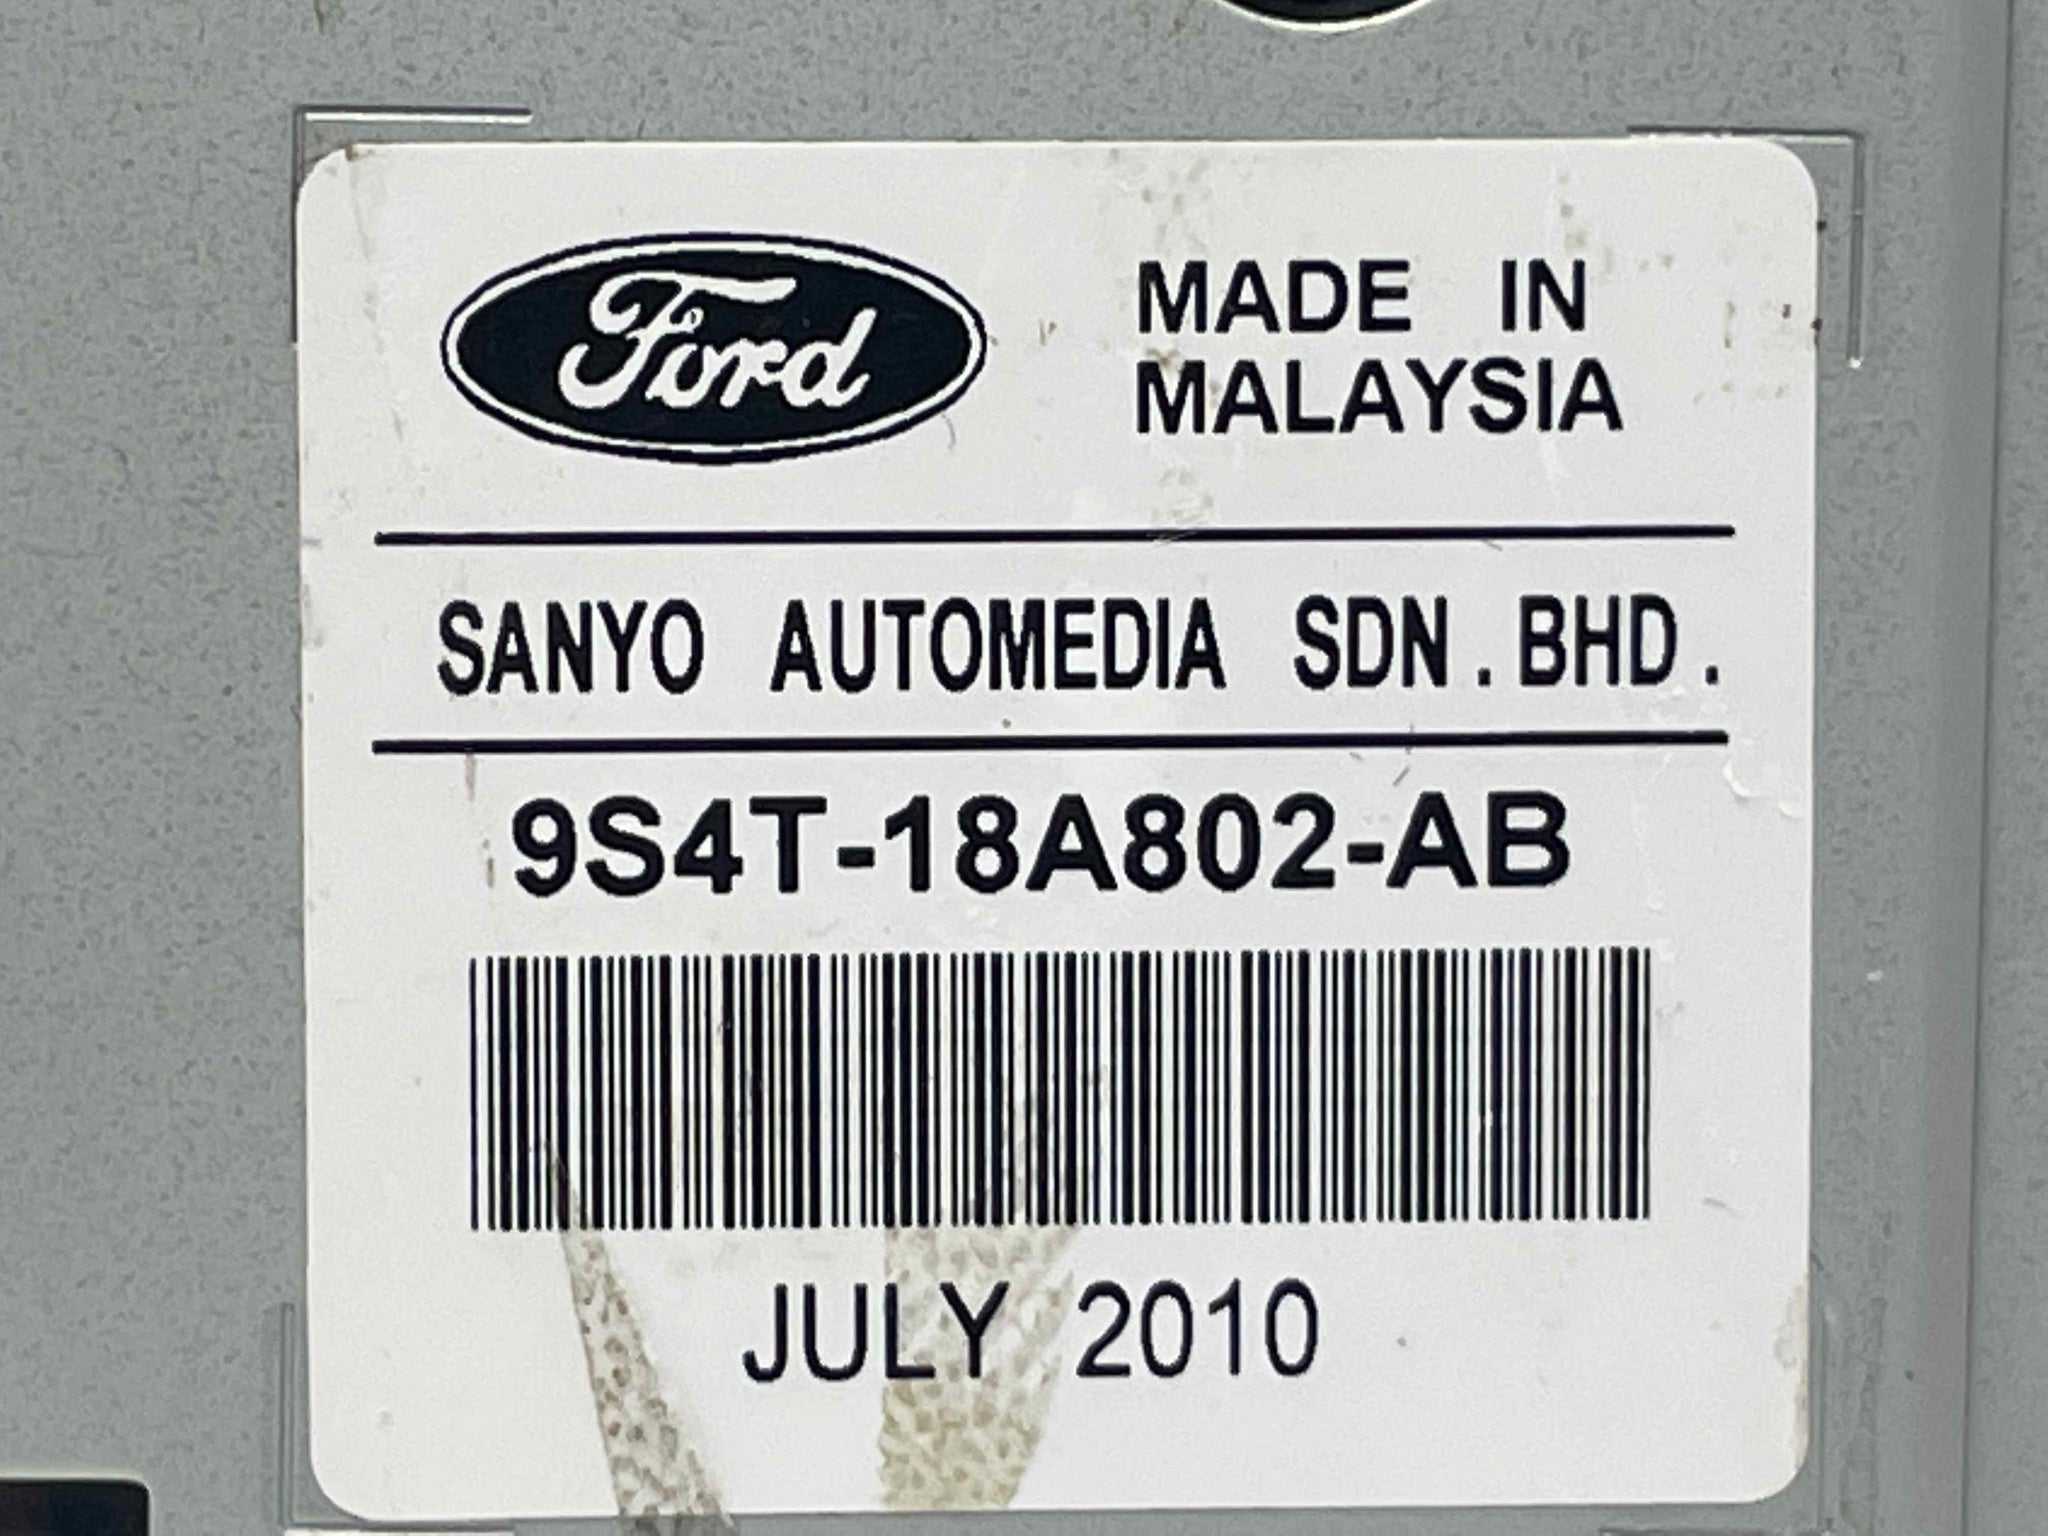 Ford
MADE IN
MALAYSIA
SANYO AUTOMEDIA SDN. BHD.
9S4T-18A802-AB
JULY 2010